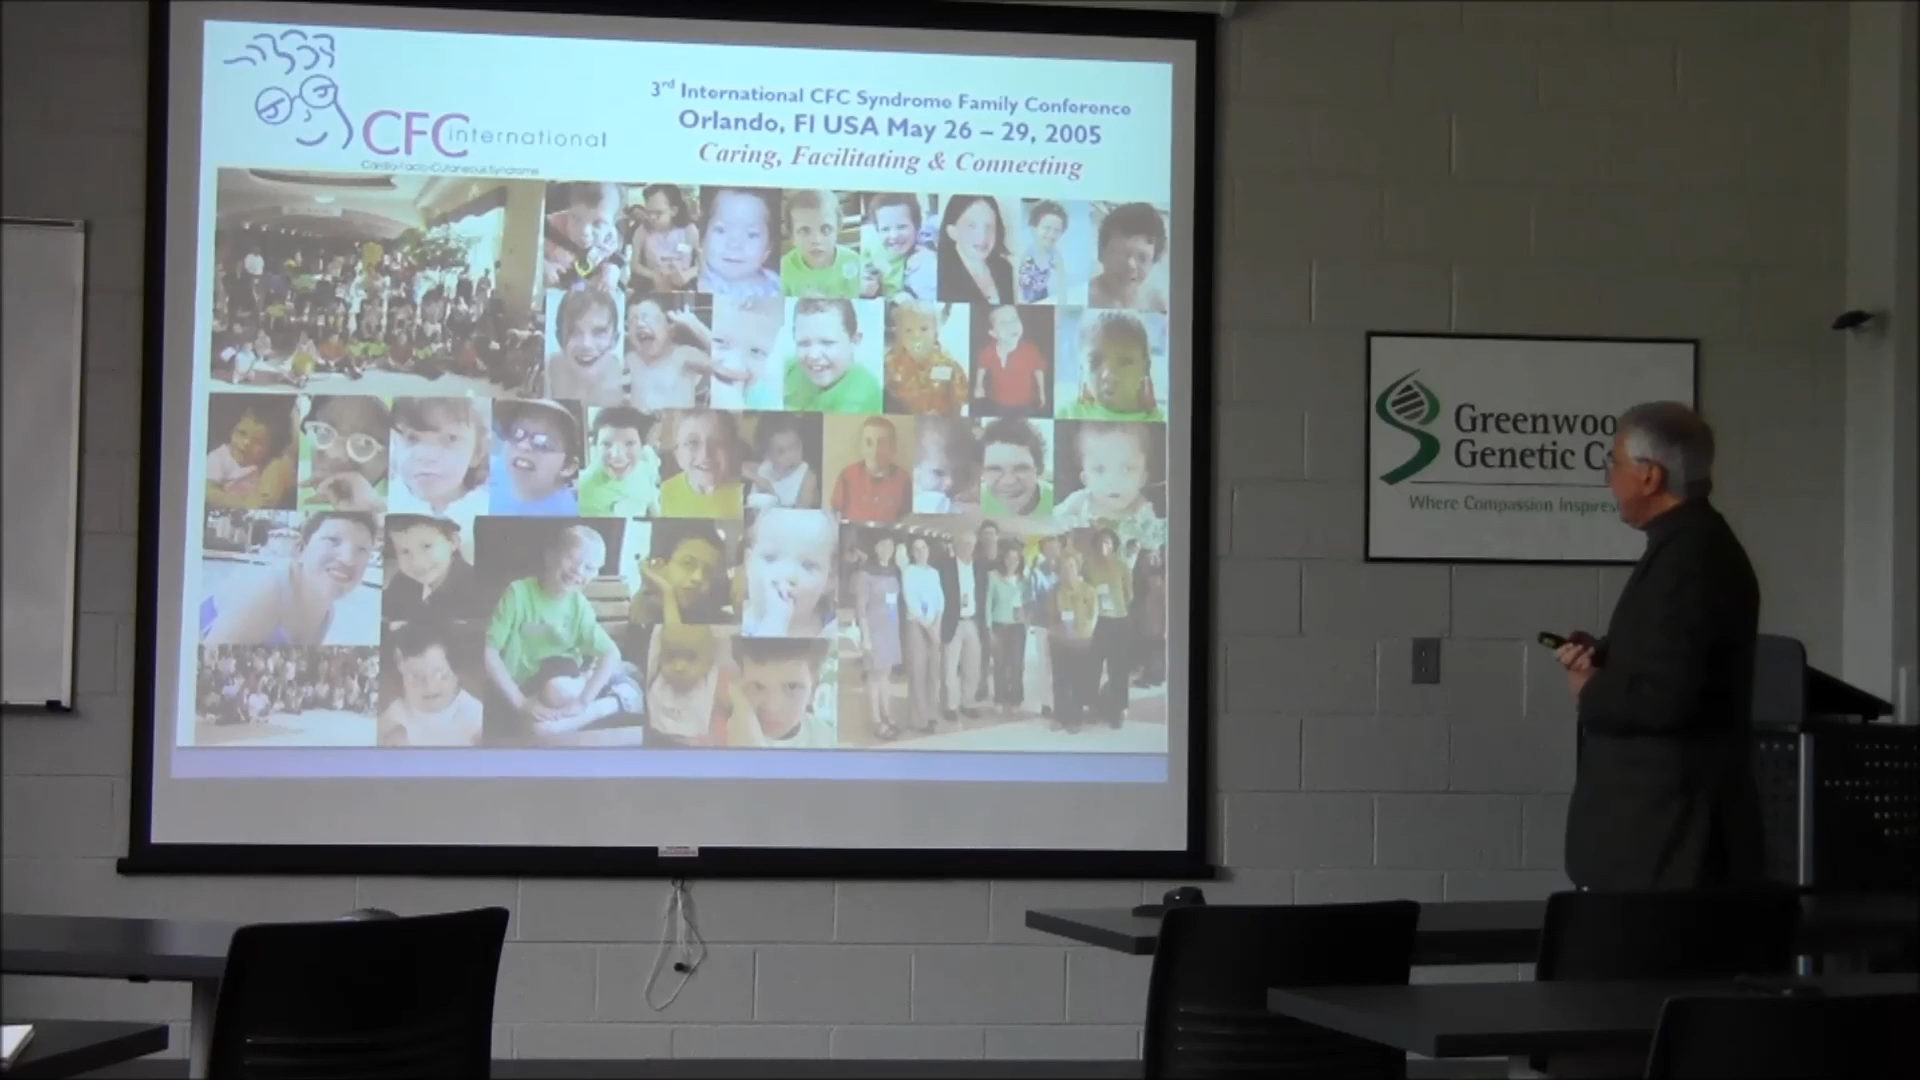 3rd International CFC Syndrome Family Conference
Orlando, Fl USA May 26 – 29, 2005
Caring, Facilitating & Connecting
CFC international
Cardio-Facio-Cutaneous Syndrome
Greenwoo
Genetic C
Where Compassion Inspires